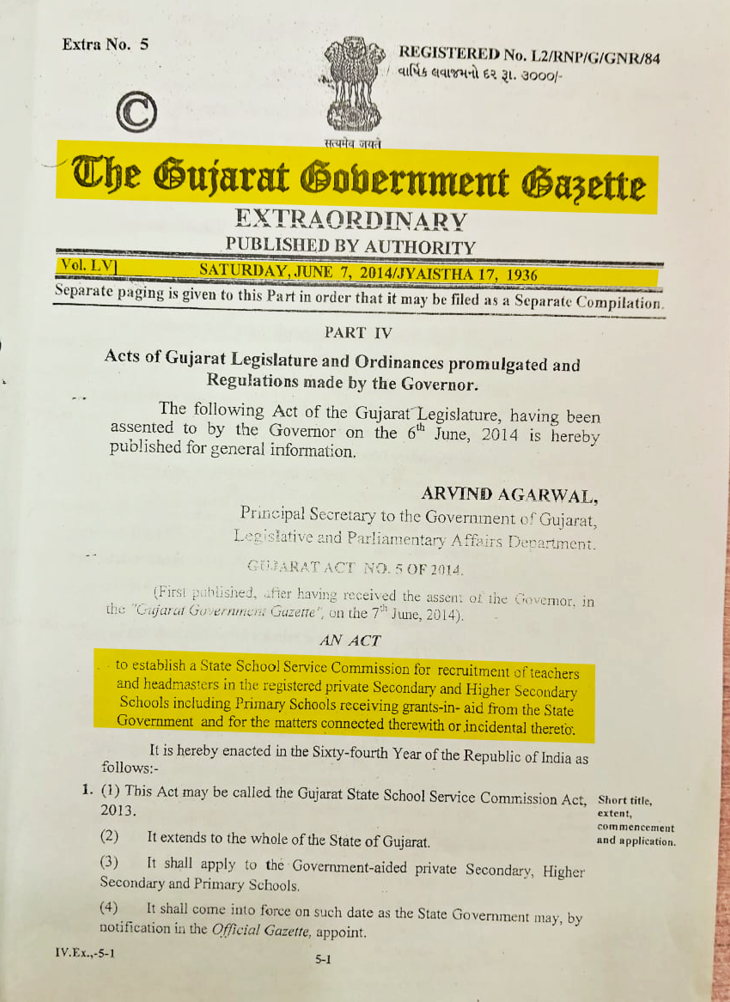 Extra No. 5
REGISTERED No. L2/RNP/G/GNR/84
વાર્ષિક લવાજમનો દર રૂા. ૩૦૦૦/-
©
सत्यमेव जयते
The Gujarat Government Gazette
EXTRAORDINARY
PUBLISHED BY AUTHORITY
Vol. LV] SATURDAY, JUNE 7, 2014/JYAISTHA 17, 1936
Separate paging is given to this Part in order that it may be filed as a Separate Compilation.
PART IV
Acts of Gujarat Legislature and Ordinances promulgated and
Regulations made by the Governor.
The following Act of the Gujarat Legislature, having been
assented to by the Governor on the 6th June, 2014 is hereby
published for general information.
ARVIND AGARWAL,
Principal Secretary to the Government of Gujarat,
Legislative and Parliamentary Affairs Department.
GUJARAT ACT NO. 5 OF 2014.
(First published, after having received the assent of the Governor, in
the "Gujarat Government Gazette", on the 7th June, 2014).
AN ACT
to establish a State School Service Commission for recruitment of teachers
and headmasters in the registered private Secondary and Higher Secondary
Schools including Primary Schools receiving grants-in- aid from the State
Government and for the matters connected therewith or incidental thereto.
It is hereby enacted in the Sixty-fourth Year of the Republic of India as
follows:-
1. (1) This Act may be called the Gujarat State School Service Commission Act,
2013.
Short title,
extent,
commencement
and application.
(2) It extends to the whole of the State of Gujarat.
(3) It shall apply to the Government-aided private Secondary, Higher
Secondary and Primary Schools.
(4) It shall come into force on such date as the State Government may, by
notification in the Official Gazette, appoint.
IV.Ex.,-5-1
5-1